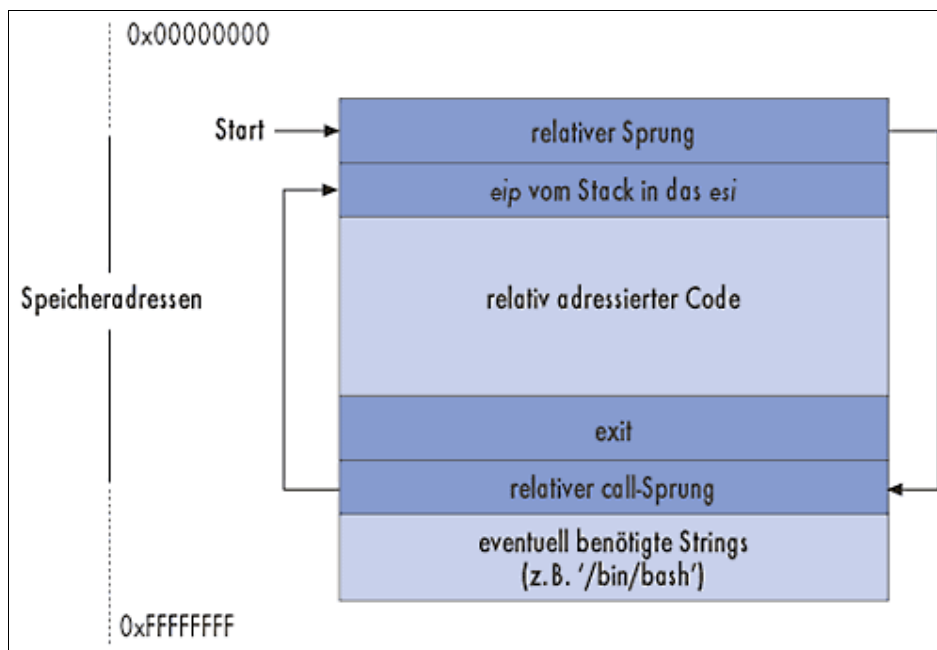 0x00000000
Start
relativer Sprung
eip vom Stack in das esi
Speicheradressen
relativ adressierter Code
exit
relativer call-Sprung
eventuell benötigte Strings
(z.B. ‘/bin/bash’)
0xFFFFFFFF